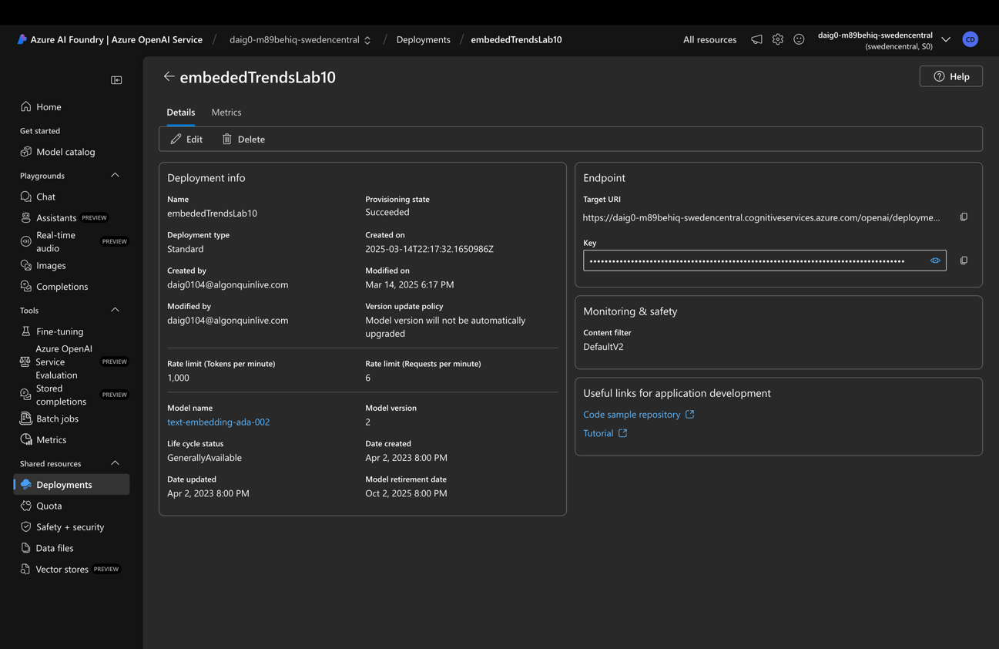 Azure AI Foundry | Azure OpenAI Service / daig0-m89behiq-swedencentral / Deployments / embededTrendsLab10
All resources
daig0-m89behiq-swedencentral
(swedencentral, S0)
CD
Home
Get started
Model catalog
Playgrounds
Chat
Assistants PREVIEW
Real-time
audio
PREVIEW
Images
Completions
Tools
Fine-tuning
Azure OpenAI
Service
Evaluation
PREVIEW
Stored
completions
PREVIEW
Batch jobs
Metrics
Shared resources
Deployments
Quota
Safety + security
Data files
Vector stores PREVIEW
embededTrendsLab10
Help
Details
Metrics
Edit
Delete
Deployment info
Name
embededTrendsLab10
Provisioning state
Succeeded
Deployment type
Standard
Created on
2025-03-14T22:17:32.1650986Z
Created by
daig0104@algonquinlive.com
Modified on
Mar 14, 2025 6:17 PM
Modified by
daig0104@algonquinlive.com
Version update policy
Model version will not be automatically
upgraded
Rate limit (Tokens per minute)
1,000
Rate limit (Requests per minute)
6
Model name
text-embedding-ada-002
Model version
2
Life cycle status
GenerallyAvailable
Date created
Apr 2, 2023 8:00 PM
Date updated
Apr 2, 2023 8:00 PM
Model retirement date
Oct 2, 2025 8:00 PM
Endpoint
Target URI
https://daig0-m89behiq-swedencentral.cognitiveservices.azure.com/openai/deployme...
Key
Monitoring & safety
Content filter
DefaultV2
Useful links for application development
Code sample repository
Tutorial